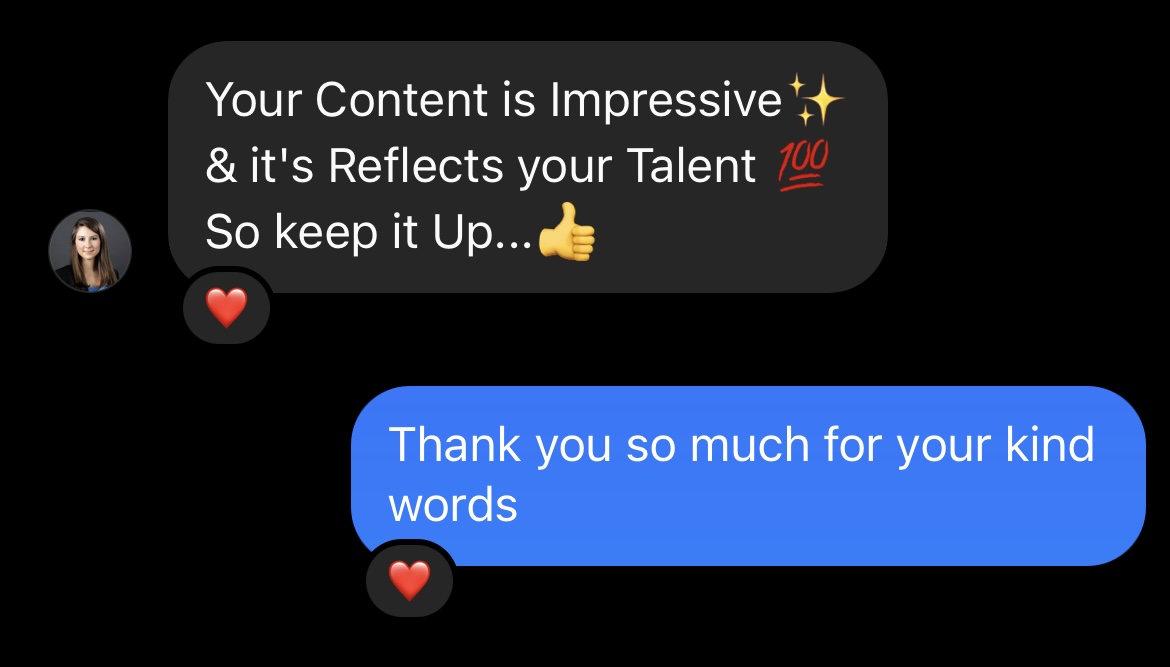 Your Content is Impressive✨
& it's Reflects your Talent 💯
So keep it Up...👍
Thank you so much for your kind
words